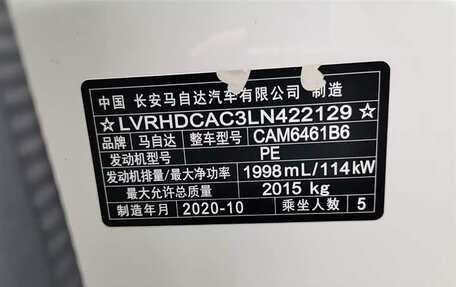 中国 长安马自达汽车有限公司 制造
☆LVRHDCAC3LN422129☆
品牌 马自达 整车型号 CAM6461B6
发动机型号 PE
发动机排量/最大净功率 1998mL/114kW
最大允许总质量 2015 kg
制造年月 2020-10 乘坐人数 5